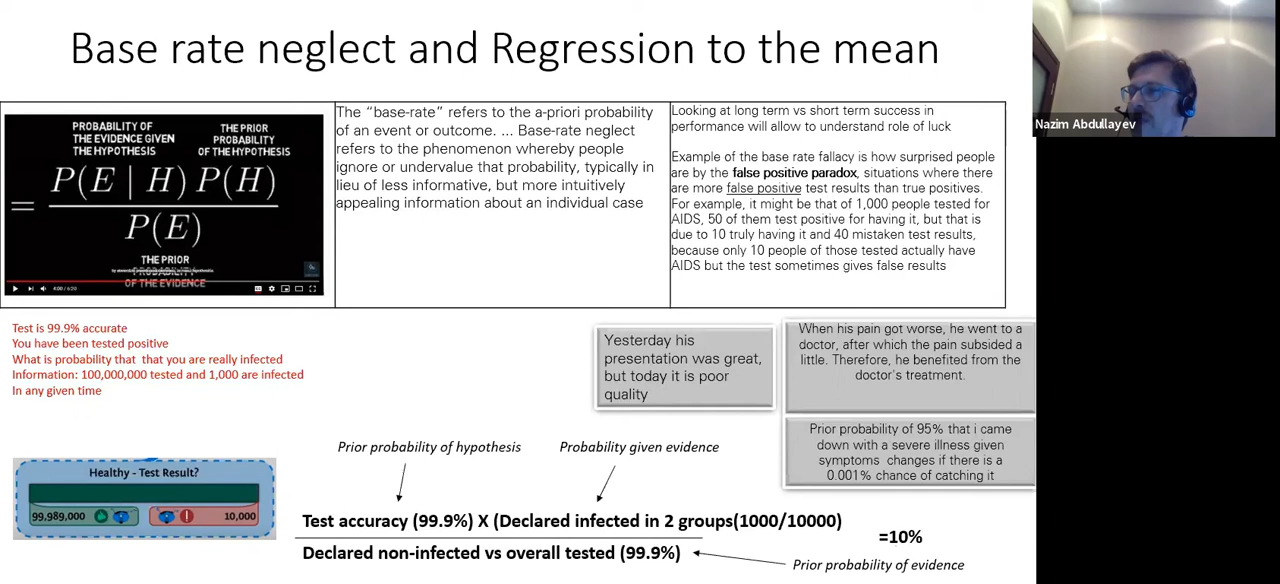 Base rate neglect and Regression to the mean
Nazim Abdullayev
PROBABILITY OF
THE EVIDENCE GIVEN
THE HYPOTHESIS
THE PRIOR
PROBABILITY
OF THE HYPOTHESIS
= P(E | H) P(H)
P(E)
THE PRIOR
PROBABILITY
OF THE EVIDENCE
4:00 / 6:20
The “base-rate” refers to the a-priori probability
of an event or outcome. ... Base-rate neglect
refers to the phenomenon whereby people
ignore or undervalue that probability, typically in
lieu of less informative, but more intuitively
appealing information about an individual case
Looking at long term vs short term success in
performance will allow to understand role of luck
Example of the base rate fallacy is how surprised people
are by the false positive paradox, situations where there
are more false positive test results than true positives.
For example, it might be that of 1,000 people tested for
AIDS, 50 of them test positive for having it, but that is
due to 10 truly having it and 40 mistaken test results,
because only 10 people of those tested actually have
AIDS but the test sometimes gives false results
Test is 99.9% accurate
You have been tested positive
What is probability that that you are really infected
Information: 100,000,000 tested and 1,000 are infected
In any given time
Yesterday his
presentation was great,
but today it is poor
quality
When his pain got worse, he went to a
doctor, after which the pain subsided a
little. Therefore, he benefited from the
doctor's treatment.
Prior probability of 95% that i came
down with a severe illness given
symptoms changes if there is a
0.001% chance of catching it
Healthy - Test Result?
99,989,000
10,000
Prior probability of hypothesis
Probability given evidence
Test accuracy (99.9%) X (Declared infected in 2 groups(1000/10000)
=10%
Declared non-infected vs overall tested (99.9%)
Prior probability of evidence